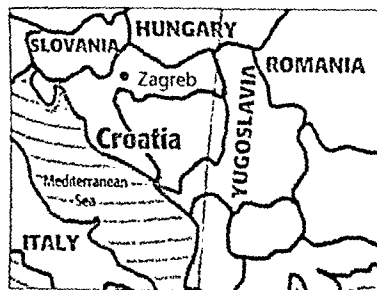 HUNGARY
SLOVANIA
ROMANIA
Zagreb
YUGOSLAVIA
Croatia
Mediterranean
Sea
ITALY